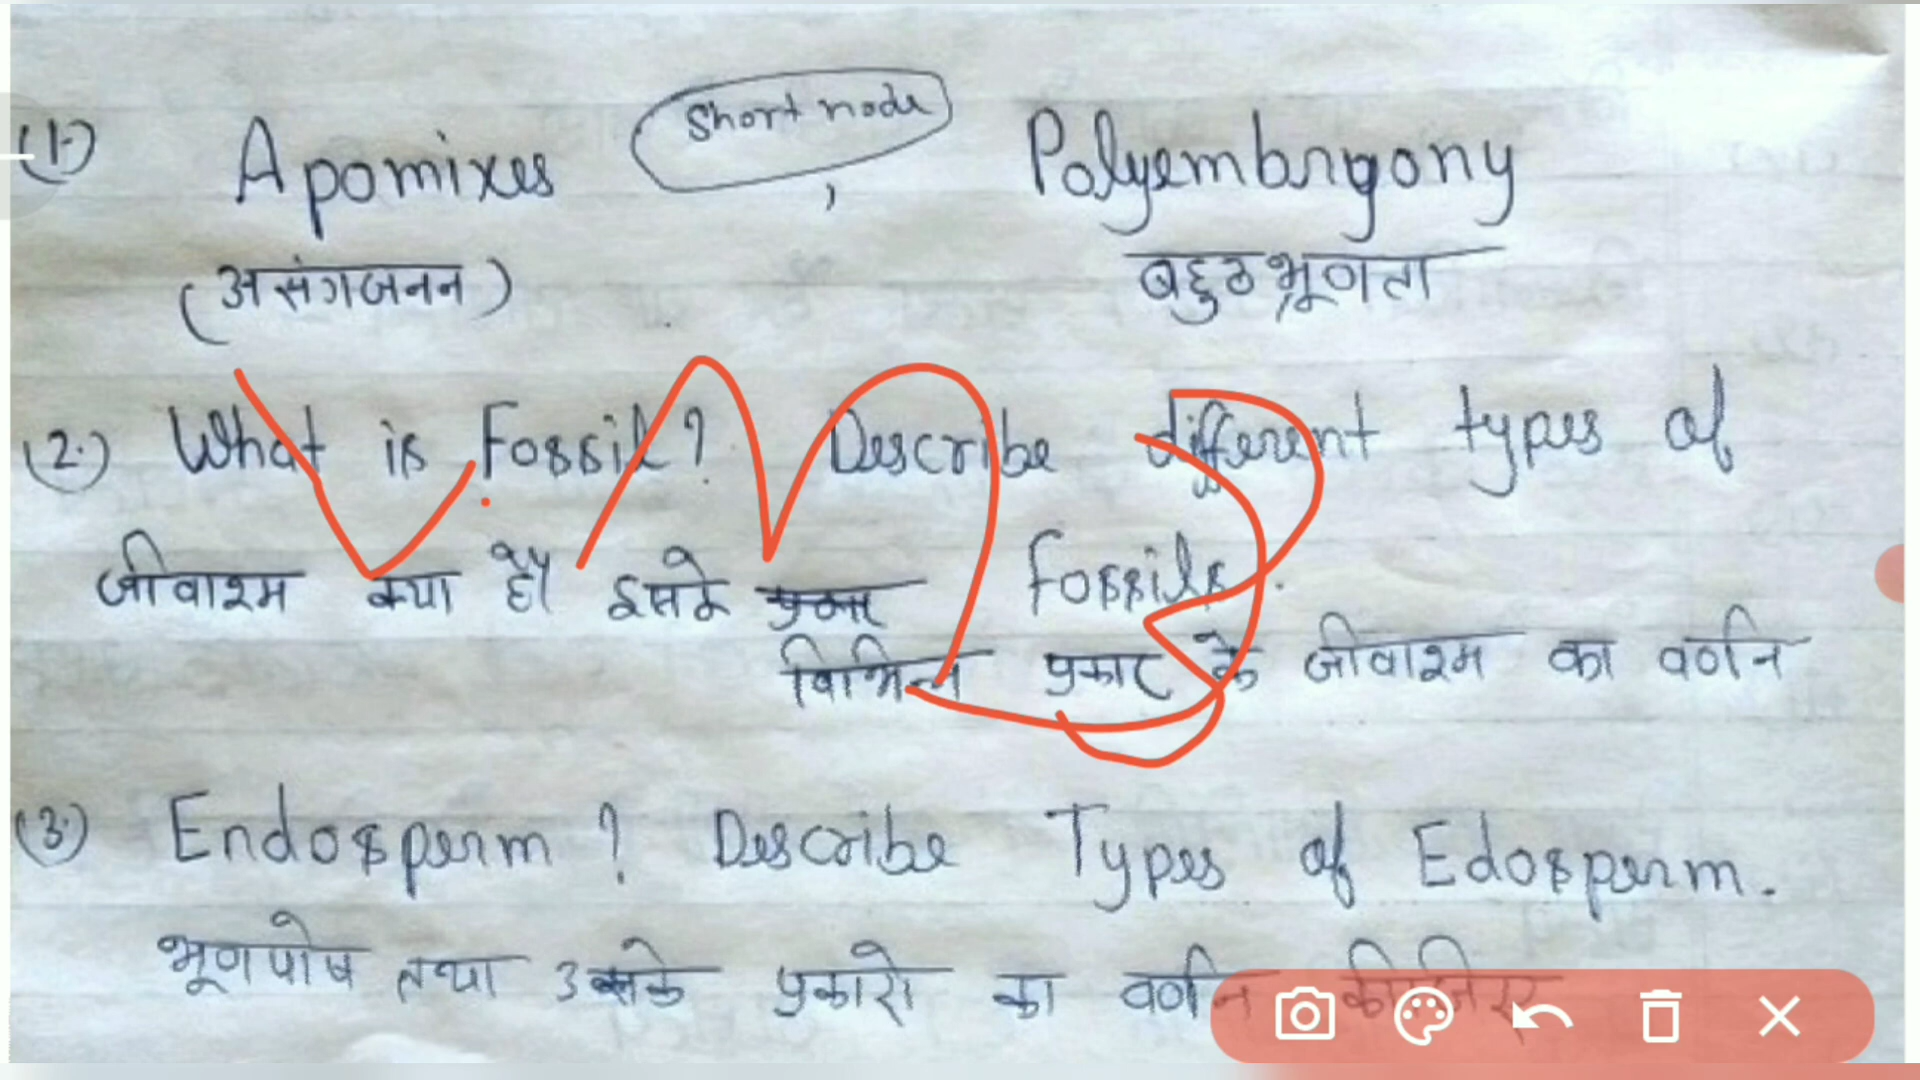 (1.) Apomixes (Short node) , Polyembryony
(असंगजनन) बहुभ्रूणता
(2.) What is Fossil? Describe different types of
जीवाश्म क्या है इसके Fossils.
विभिन्न प्रकार के जीवाश्म का वर्णन
(3.) Endosperm? Describe Types of Edosperm.
भ्रूणपोष तथा उसके प्रकारो का वर्णन कीजिए